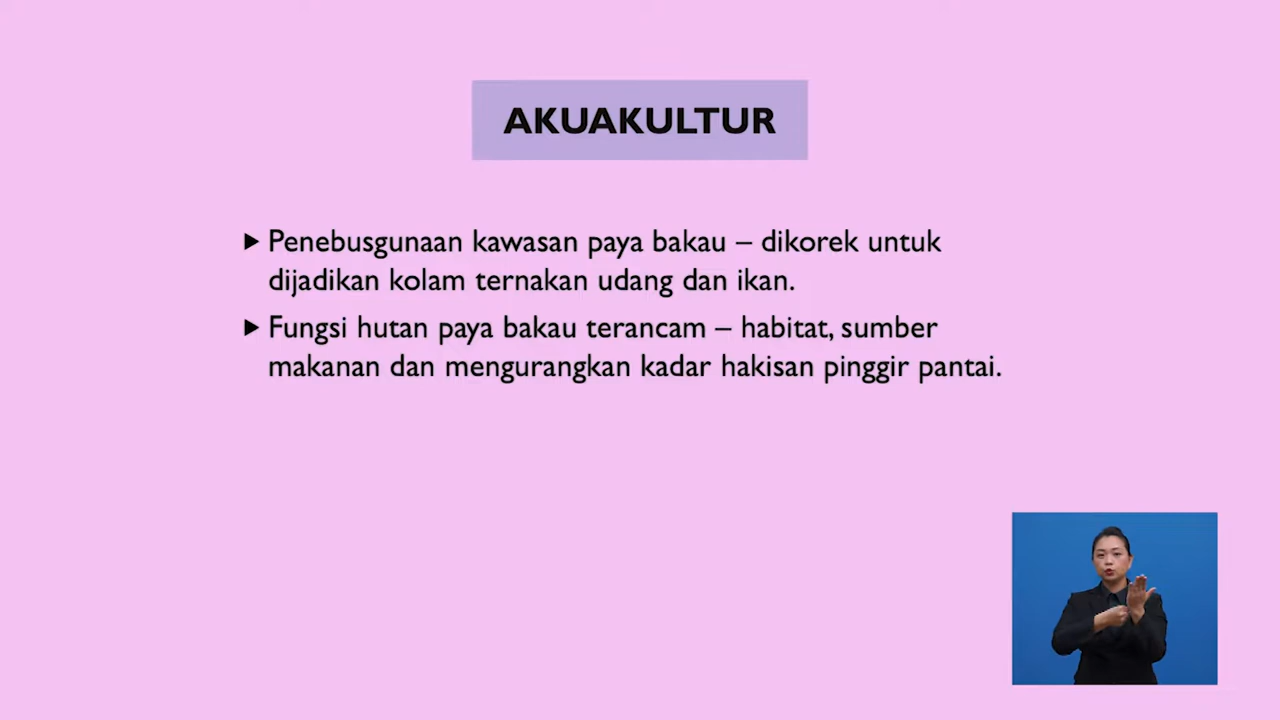 AKUAKULTUR
Penebusgunaan kawasan paya bakau – dikorek untuk
dijadikan kolam ternakan udang dan ikan.
Fungsi hutan paya bakau terancam – habitat, sumber
makanan dan mengurangkan kadar hakisan pinggir pantai.